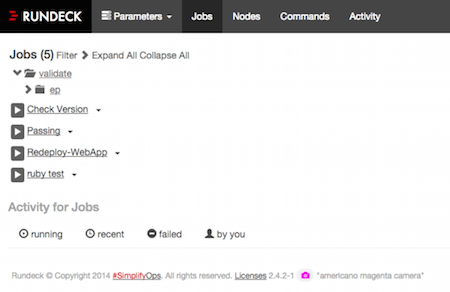 RUNDECK Parameters Jobs Nodes Commands Activity
Jobs (5) Filter Expand All Collapse All
validate
ep
Check Version
Passing
Redeploy-WebApp
ruby test
Activity for Jobs
running recent failed by you
Rundeck © Copyright 2014 #SimplifyOps. All rights reserved. Licenses 2.4.2-1 "americano magenta camera"